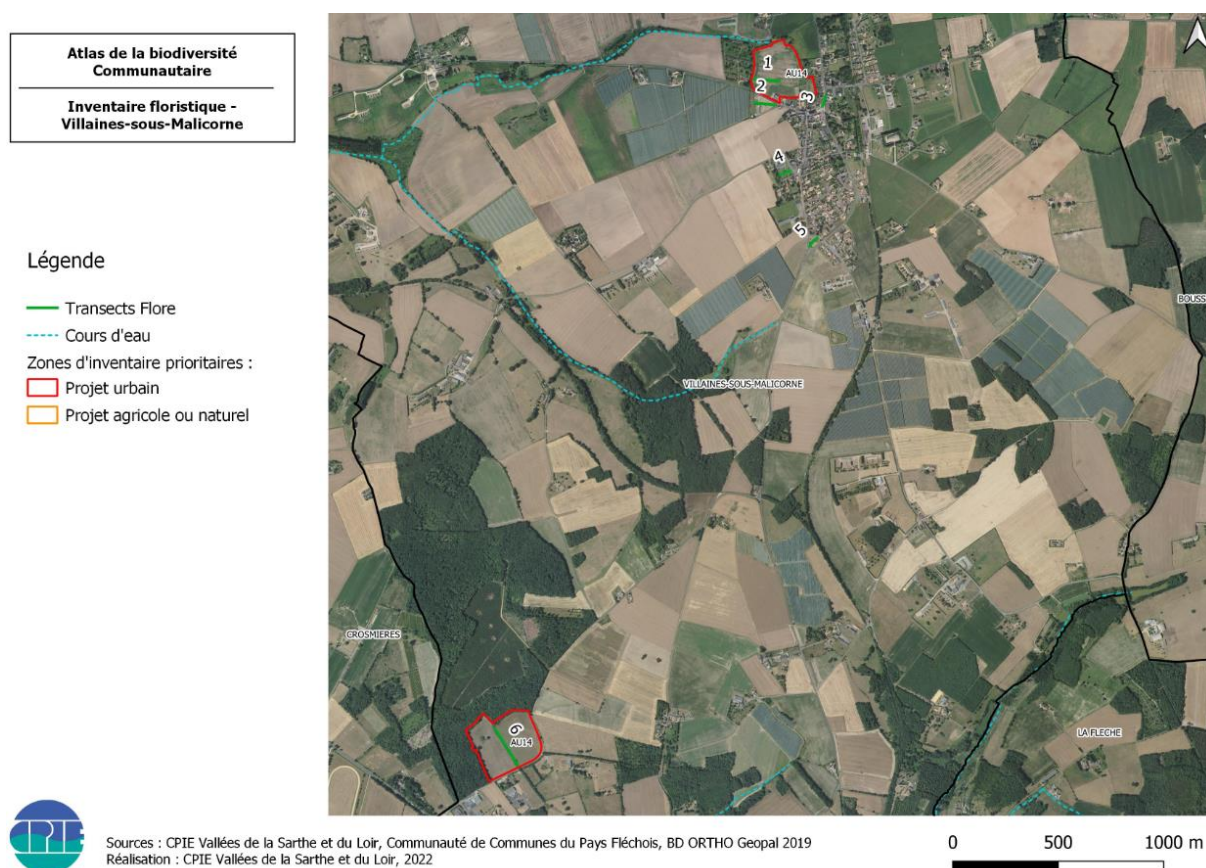 Atlas de la biodiversité
Communautaire
Inventaire floristique -
Villaines-sous-Malicorne
Légende
Transects Flore
Cours d'eau
Zones d'inventaire prioritaires :
Projet urbain
Projet agricole ou naturel
1
AU14
2
3
4
5
BOUSS
VILLAINES-SOUS-MALICORNE
CROSMIERES
6
AU14
LA FLECHE
CPIE
Sources : CPIE Vallées de la Sarthe et du Loir, Communauté de Communes du Pays Fléchois, BD ORTHO Geopal 2019
Réalisation : CPIE Vallées de la Sarthe et du Loir, 2022
0 500 1000 m